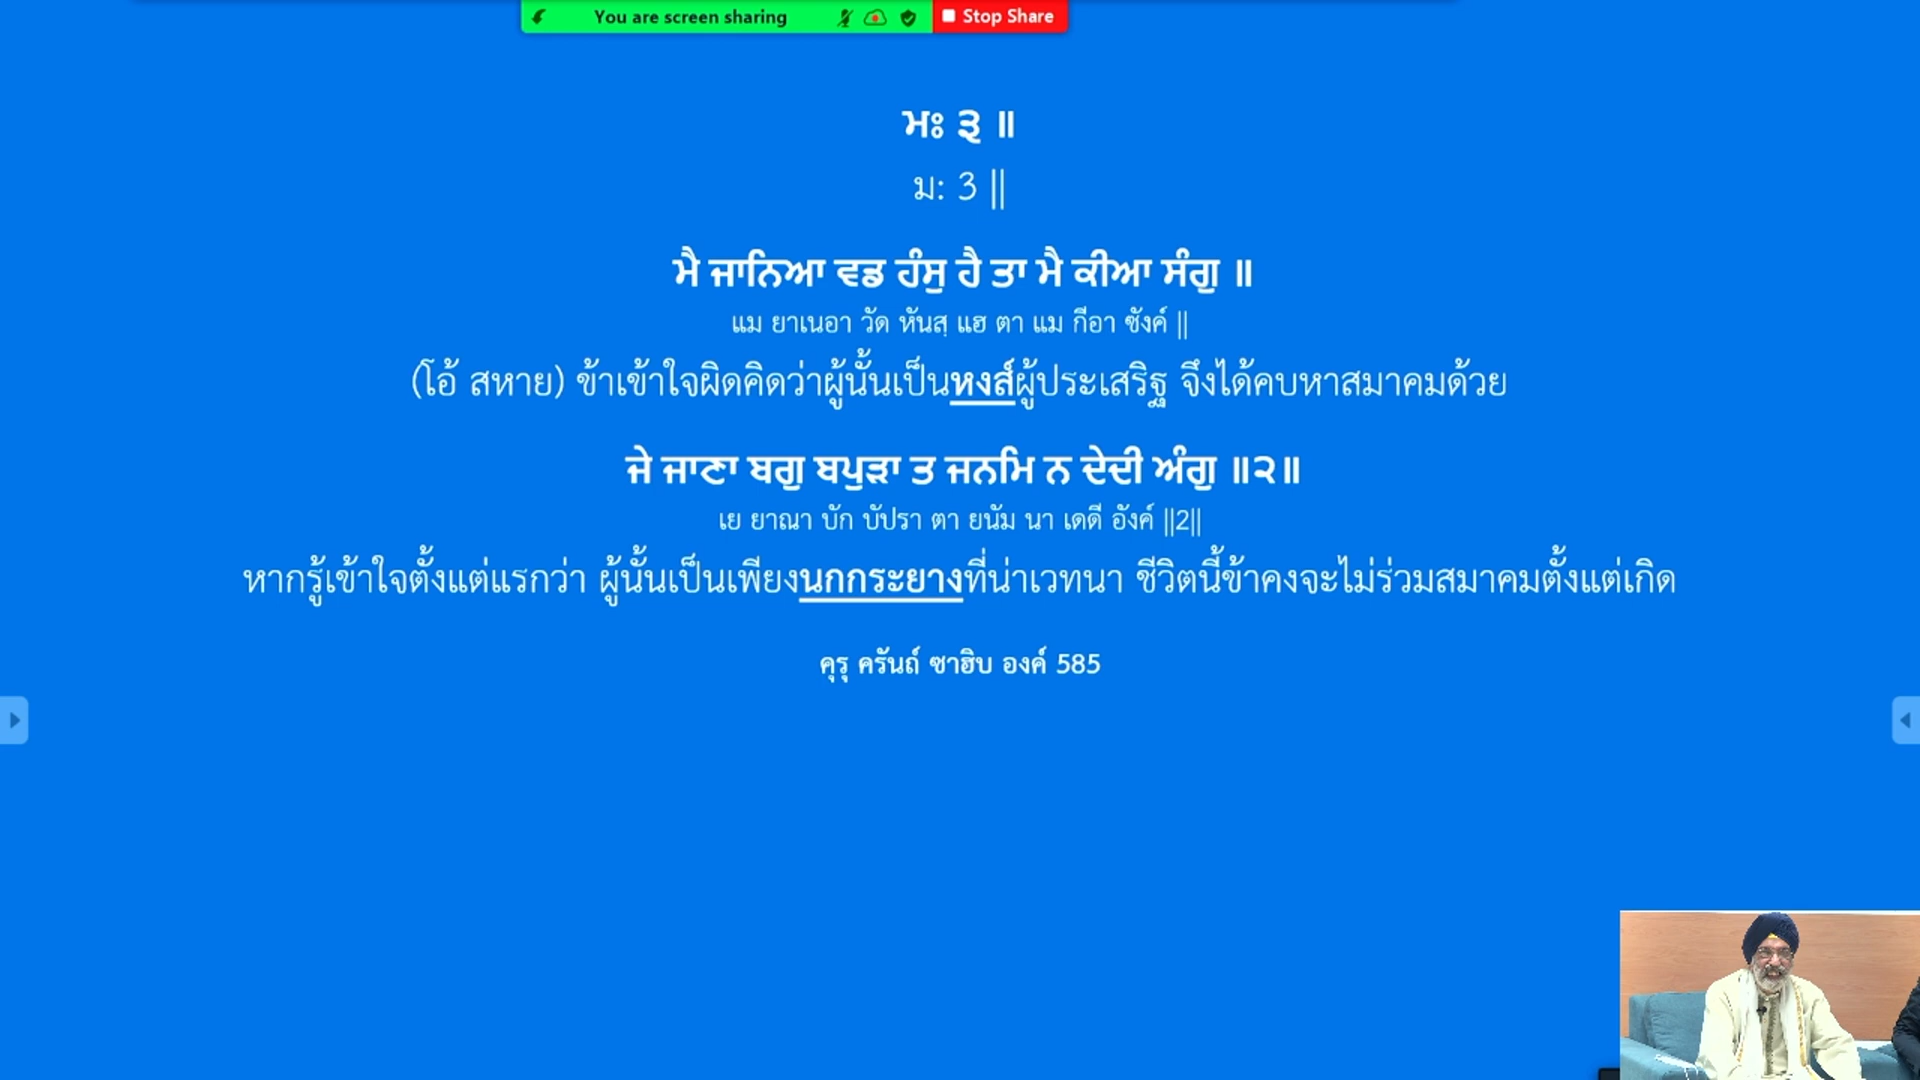 You are screen sharing
Stop Share
ਮਃ ੩ ॥
ม: 3 ||
ਮੈ ਜਾਨਿਆ ਵਡ ਹੰਸੁ ਹੈ ਤਾ ਮੈ ਕੀਆ ਸੰਗੁ ॥
แม ยาเนอา วัด หันสฺ แฮ ตา แม กีอา ซังค์ ||
(โอ้ สหาย) ข้าเข้าใจผิดคิดว่าผู้นั้นเป็นหงส์ผู้ประเสริฐ จึงได้คบหาสมาคมด้วย
ਜੇ ਜਾਣਾ ਬਗੁ ਬਪੁੜਾ ਤ ਜਨਮਿ ਨ ਦੇਦੀ ਅੰਗੁ ॥੨॥
เย ยาณา บัก บัปรา ตา ยนัม นา เดดี อังค์ ||2||
หากรู้เข้าใจตั้งแต่แรกว่า ผู้นั้นเป็นเพียงนกกระยางที่น่าเวทนา ชีวิตนี้ข้าคงจะไม่ร่วมสมาคมตั้งแต่เกิด
คุรุ ครันถ์ ซาฮิบ องค์ 585